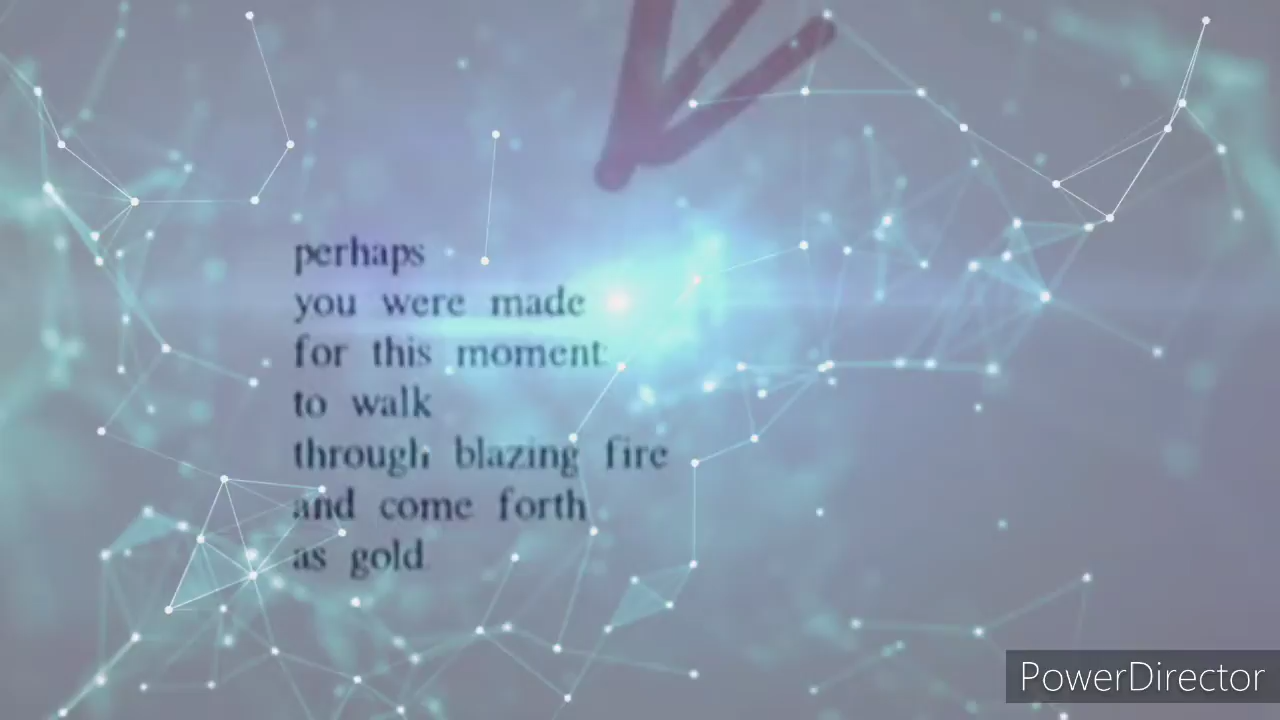 perhaps
you were made
for this moment:
to walk
through blazing fire
and come forth
as gold
PowerDirector